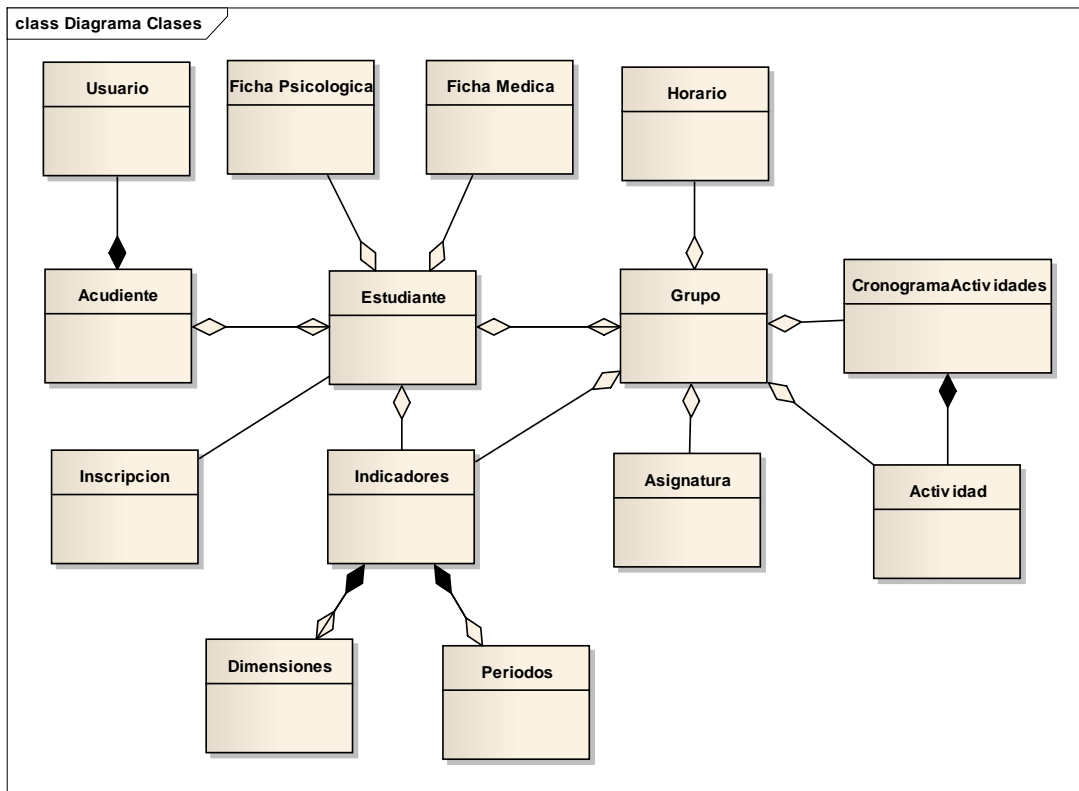 class Diagrama Clases
Usuario
Ficha Psicologica
Ficha Medica
Horario
Acudiente
Estudiante
Grupo
CronogramaActividades
Inscripcion
Indicadores
Asignatura
Actividad
Dimensiones
Periodos